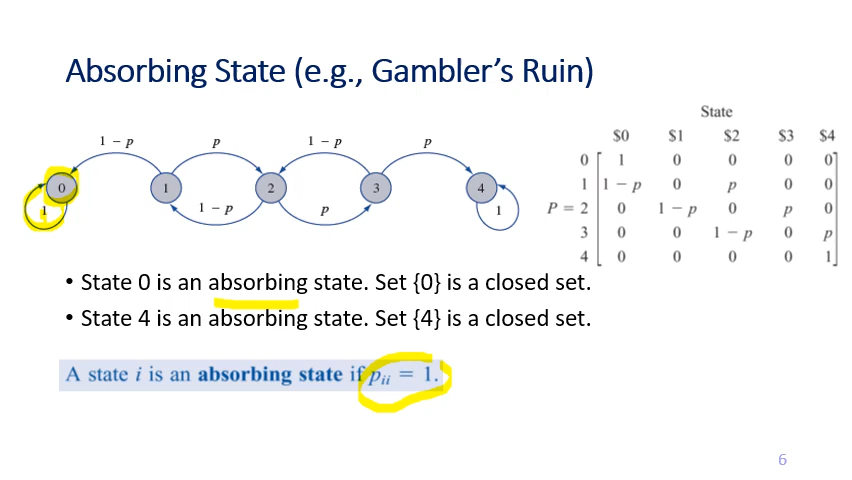 Absorbing State (e.g., Gambler's Ruin)
1 − p p 1 − p p
0 1 2 3 4
1 1 − p p 1
State
$0 $1 $2 $3 $4
0 1 0 0 0 0
1 1 − p 0 p 0 0
P = 2 0 1 − p 0 p 0
3 0 0 1 − p 0 p
4 0 0 0 0 1
• State 0 is an absorbing state. Set {0} is a closed set.
• State 4 is an absorbing state. Set {4} is a closed set.
A state i is an absorbing state if pii = 1.
6